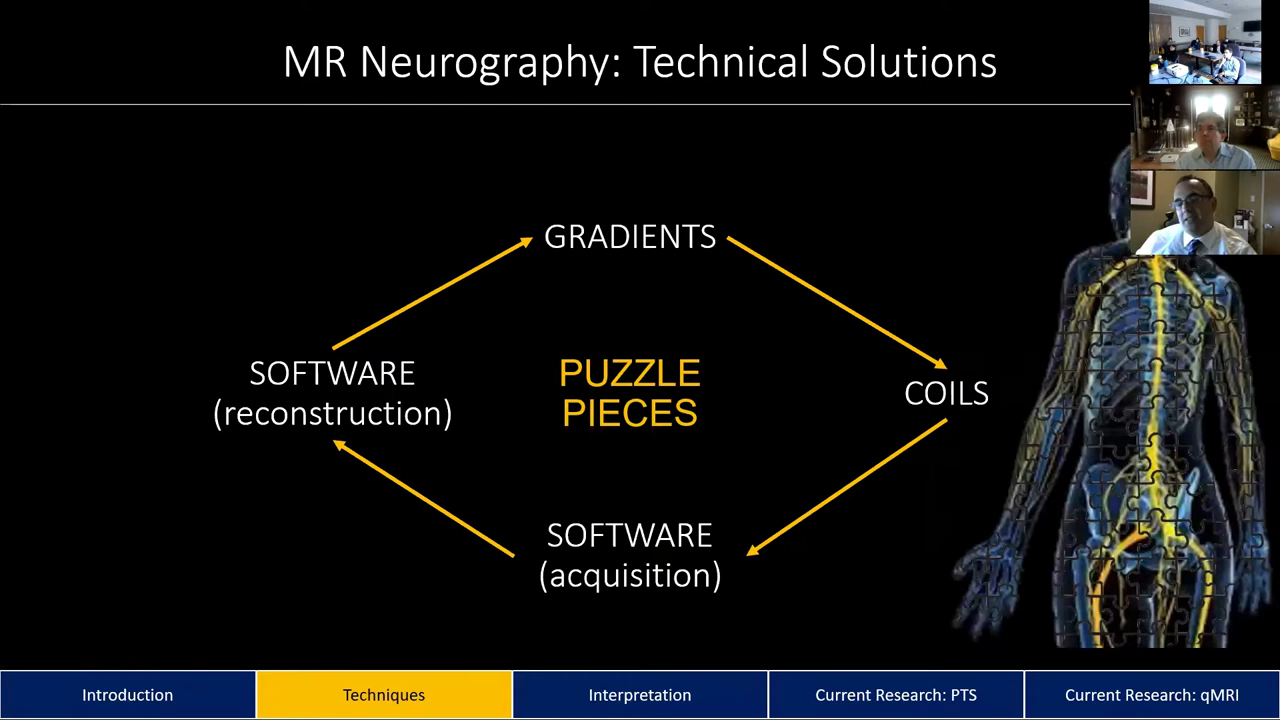 MR Neurography: Technical Solutions
GRADIENTS
SOFTWARE
(reconstruction)
PUZZLE
PIECES
COILS
SOFTWARE
(acquisition)
Introduction
Techniques
Interpretation
Current Research: PTS
Current Research: qMRI